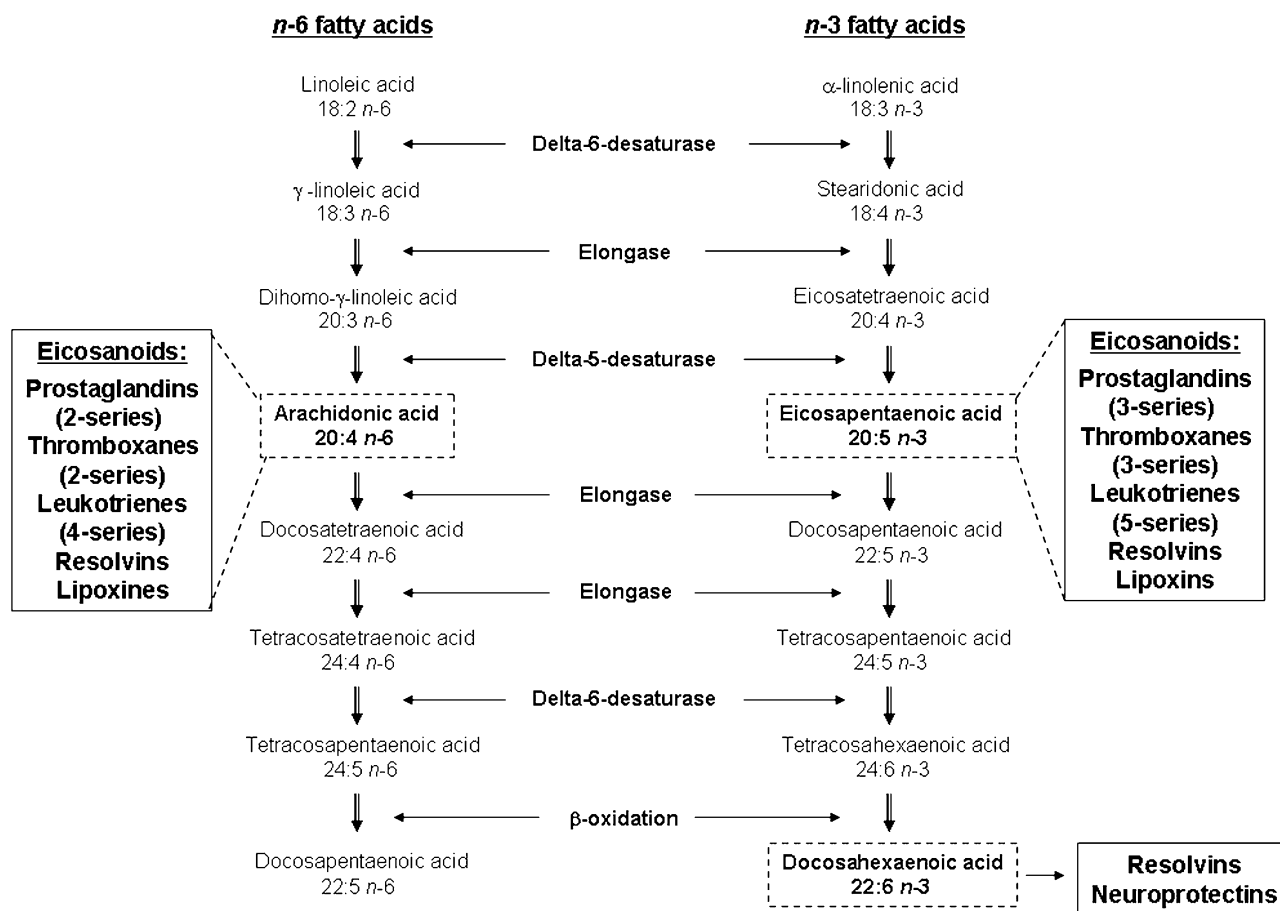 n-6 fatty acids
n-3 fatty acids
Linoleic acid
18:2 n-6
α-linolenic acid
18:3 n-3
Delta-6-desaturase
γ-linoleic acid
18:3 n-6
Stearidonic acid
18:4 n-3
Elongase
Dihomo-γ-linoleic acid
20:3 n-6
Eicosatetraenoic acid
20:4 n-3
Delta-5-desaturase
Eicosanoids:
Prostaglandins
(2-series)
Thromboxanes
(2-series)
Leukotrienes
(4-series)
Resolvins
Lipoxines
Arachidonic acid
20:4 n-6
Eicosapentaenoic acid
20:5 n-3
Eicosanoids:
Prostaglandins
(3-series)
Thromboxanes
(3-series)
Leukotrienes
(5-series)
Resolvins
Lipoxins
Elongase
Docosatetraenoic acid
22:4 n-6
Docosapentaenoic acid
22:5 n-3
Elongase
Tetracosatetraenoic acid
24:4 n-6
Tetracosapentaenoic acid
24:5 n-3
Delta-6-desaturase
Tetracosapentaenoic acid
24:5 n-6
Tetracosahexaenoic acid
24:6 n-3
β-oxidation
Docosapentaenoic acid
22:5 n-6
Docosahexaenoic acid
22:6 n-3
Resolvins
Neuroprotectins